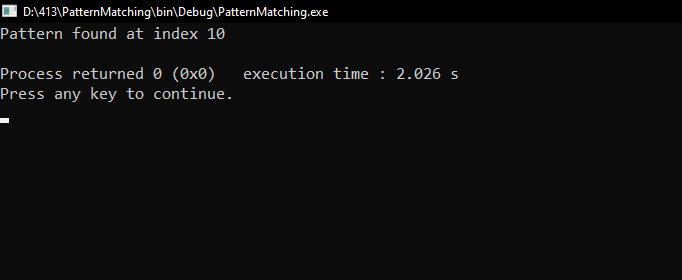 D:\413\PatternMatching\bin\Debug\PatternMatching.exe
Pattern found at index 10
Process returned 0 (0x0)   execution time : 2.026 s
Press any key to continue.